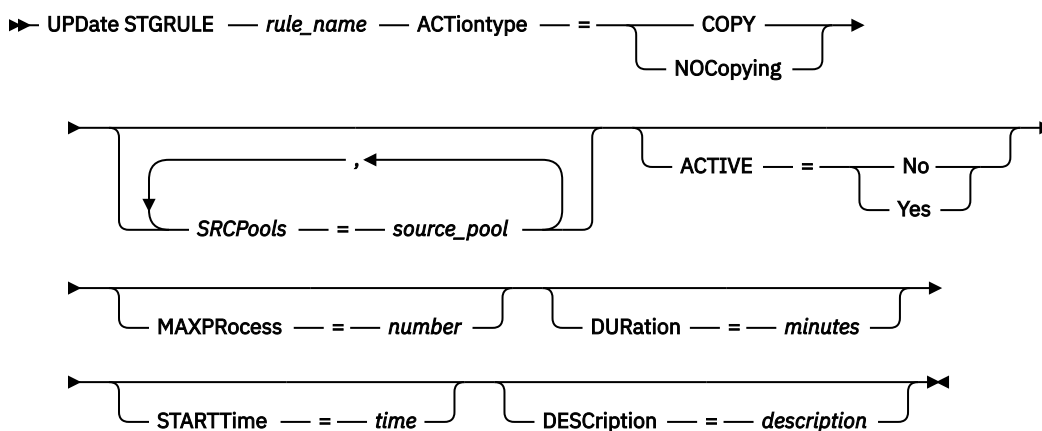 UPDate STGRULE rule_name ACTiontype = COPY
NOCopying
,
SRCPools = source_pool
ACTIVE = No
Yes
MAXPRocess = number DURation = minutes
STARTTime = time DESCription = description